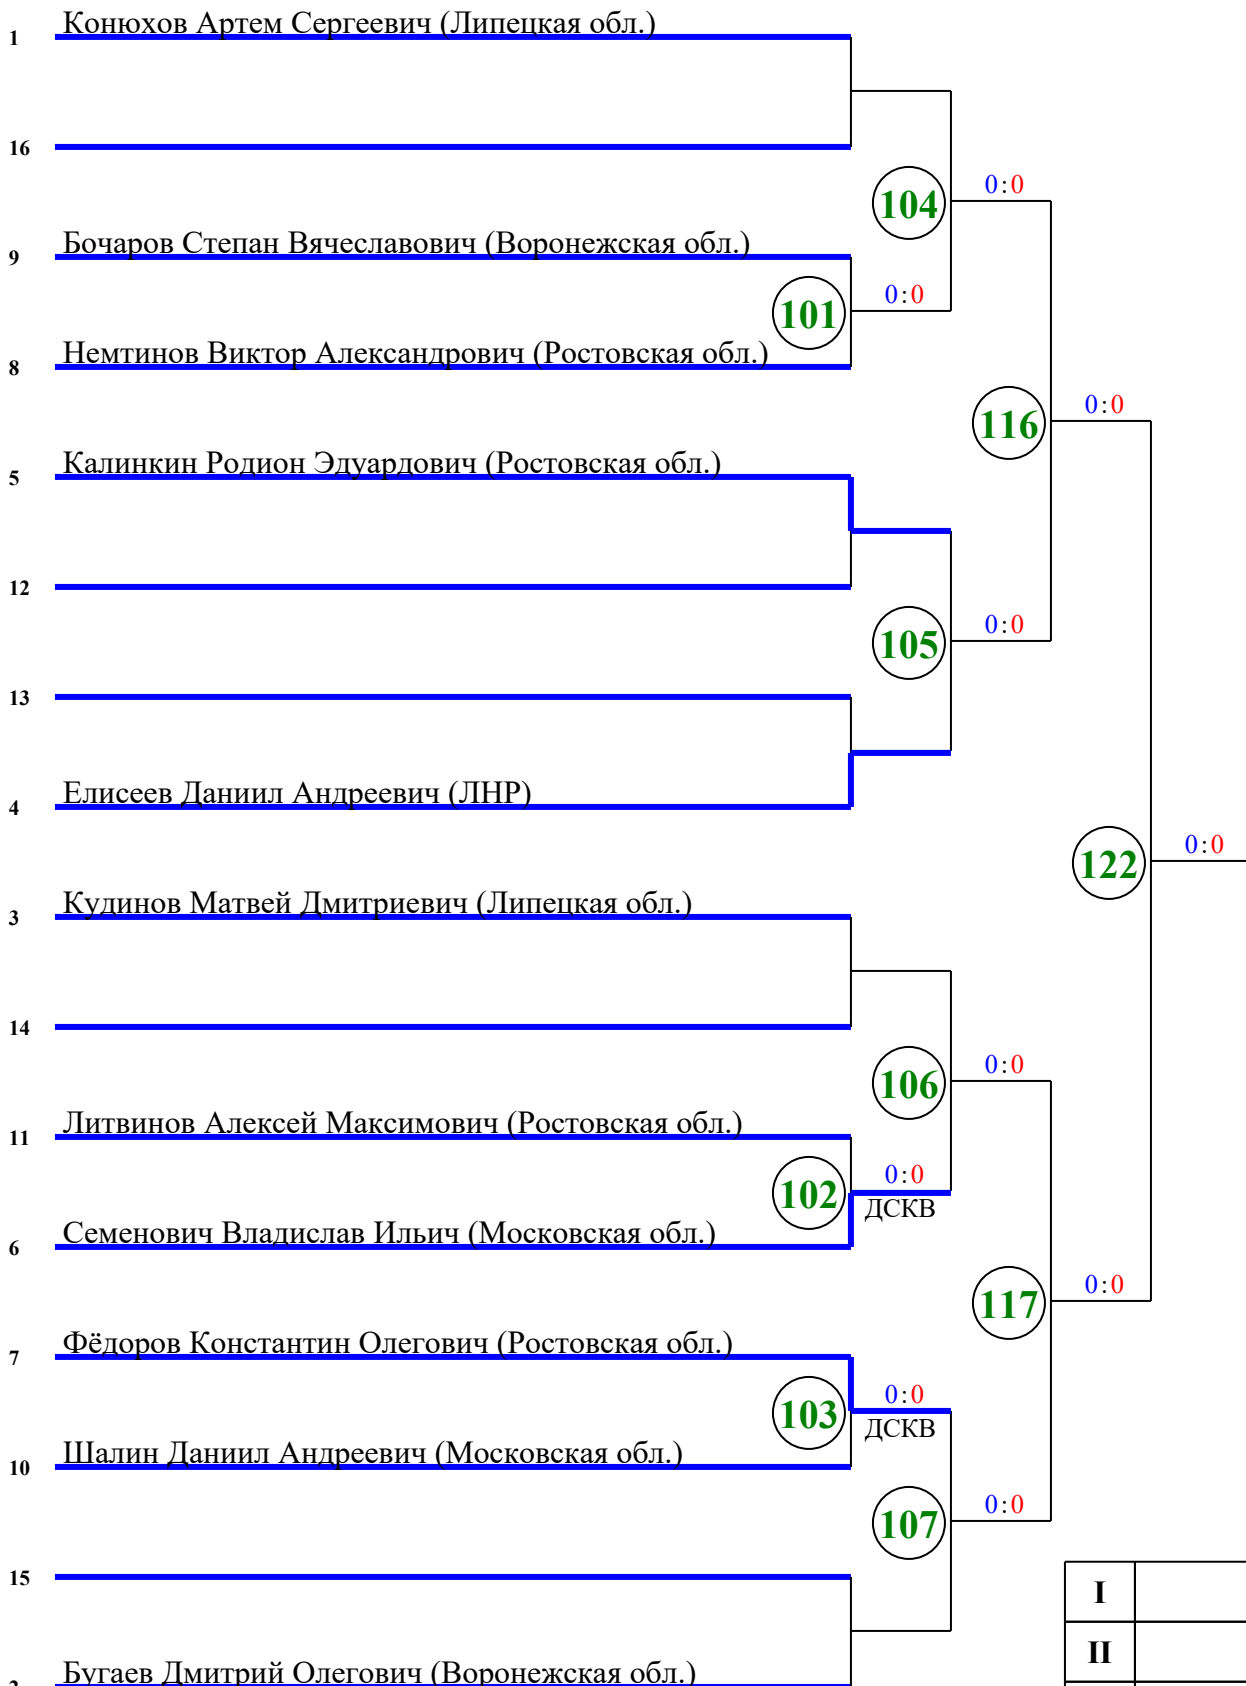 Конюхов Артем Сергеевич (Липецкая обл.)
1
16
104
0:0
Бочаров Степан Вячеславович (Воронежская обл.)
9
101
0:0
Немтинов Виктор Александрович (Ростовская обл.)
8
116
0:0
Калинкин Родион Эдуардович (Ростовская обл.)
5
12
105
0:0
13
Елисеев Даниил Андреевич (ЛНР)
4
122
0:0
Кудинов Матвей Дмитриевич (Липецкая обл.)
3
14
106
0:0
Литвинов Алексей Максимович (Ростовская обл.)
11
102
0:0
ДСКВ
Семенович Владислав Ильич (Московская обл.)
6
117
0:0
Фёдоров Константин Олегович (Ростовская обл.)
7
103
0:0
ДСКВ
Шалин Даниил Андреевич (Московская обл.)
10
107
0:0
15
I
II
Бугаев Дмитрий Олегович (Воронежская обл.)